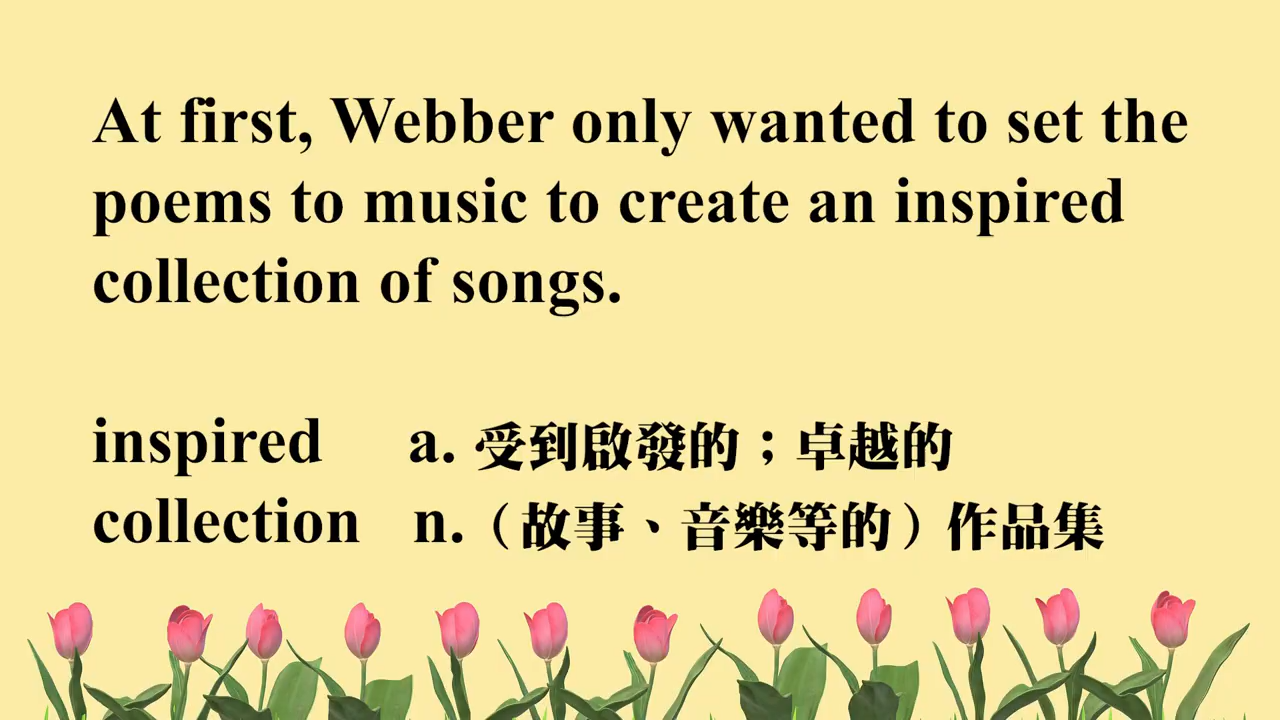 At first, Webber only wanted to set the
poems to music to create an inspired
collection of songs.
inspired a. 受到啟發的；卓越的
collection n.（故事、音樂等的）作品集